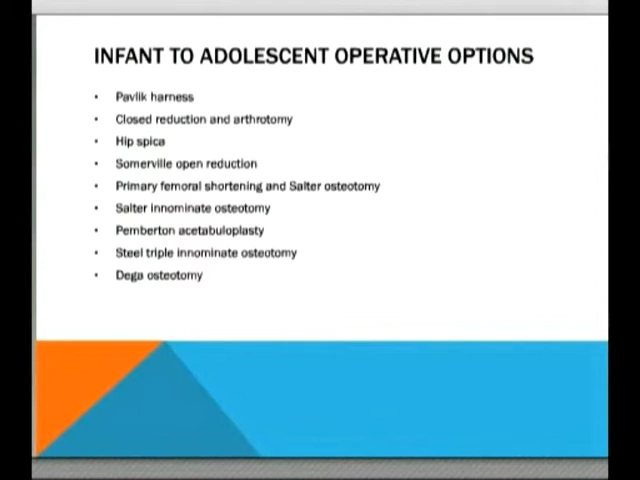 INFANT TO ADOLESCENT OPERATIVE OPTIONS
• Pavlik harness
• Closed reduction and arthrotomy
• Hip spica
• Somerville open reduction
• Primary femoral shortening and Salter osteotomy
• Salter innominate osteotomy
• Pemberton acetabuloplasty
• Steel triple innominate osteotomy
• Dega osteotomy